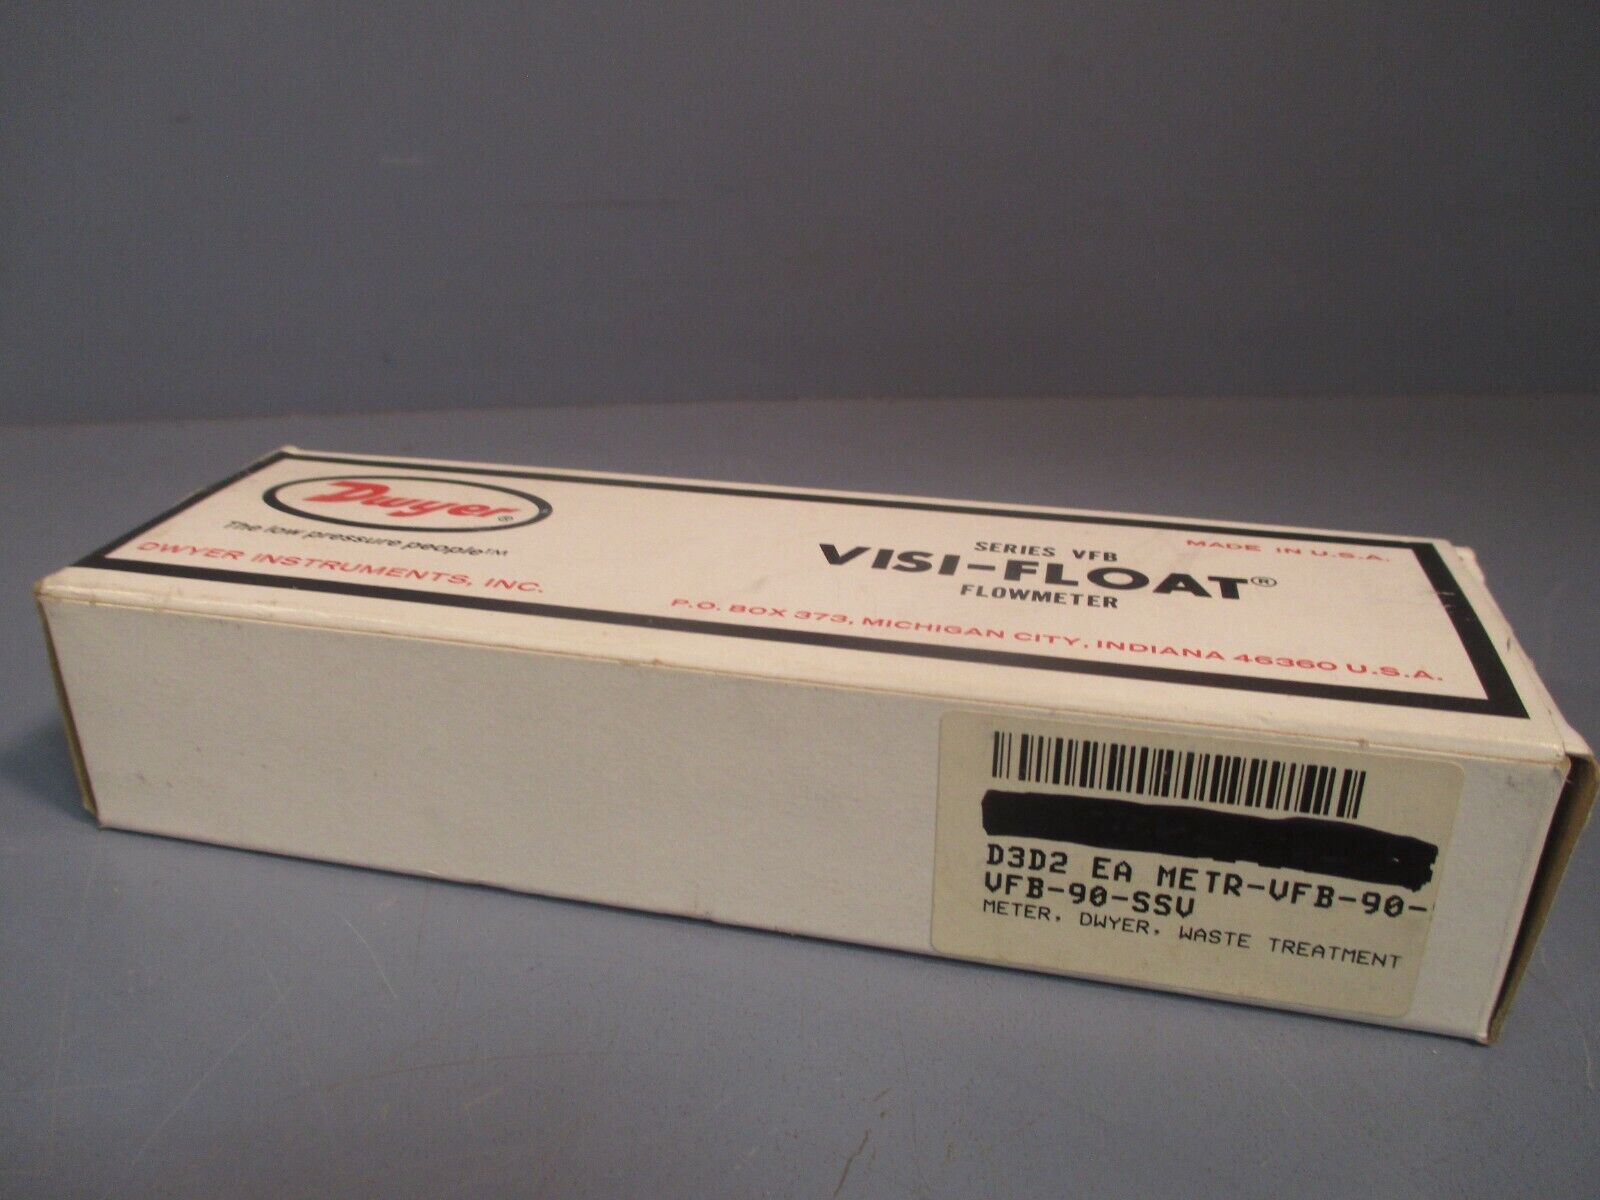 Dwyer®
The low pressure people™
DWYER INSTRUMENTS, INC.
SERIES VFB
VISI-FLOAT®
FLOWMETER
MADE IN U.S.A.
P.O. BOX 373, MICHIGAN CITY, INDIANA 46360 U.S.A.
D3D2 EA METR-VFB-90-
VFB-90-SSV
METER, DWYER, WASTE TREATMENT